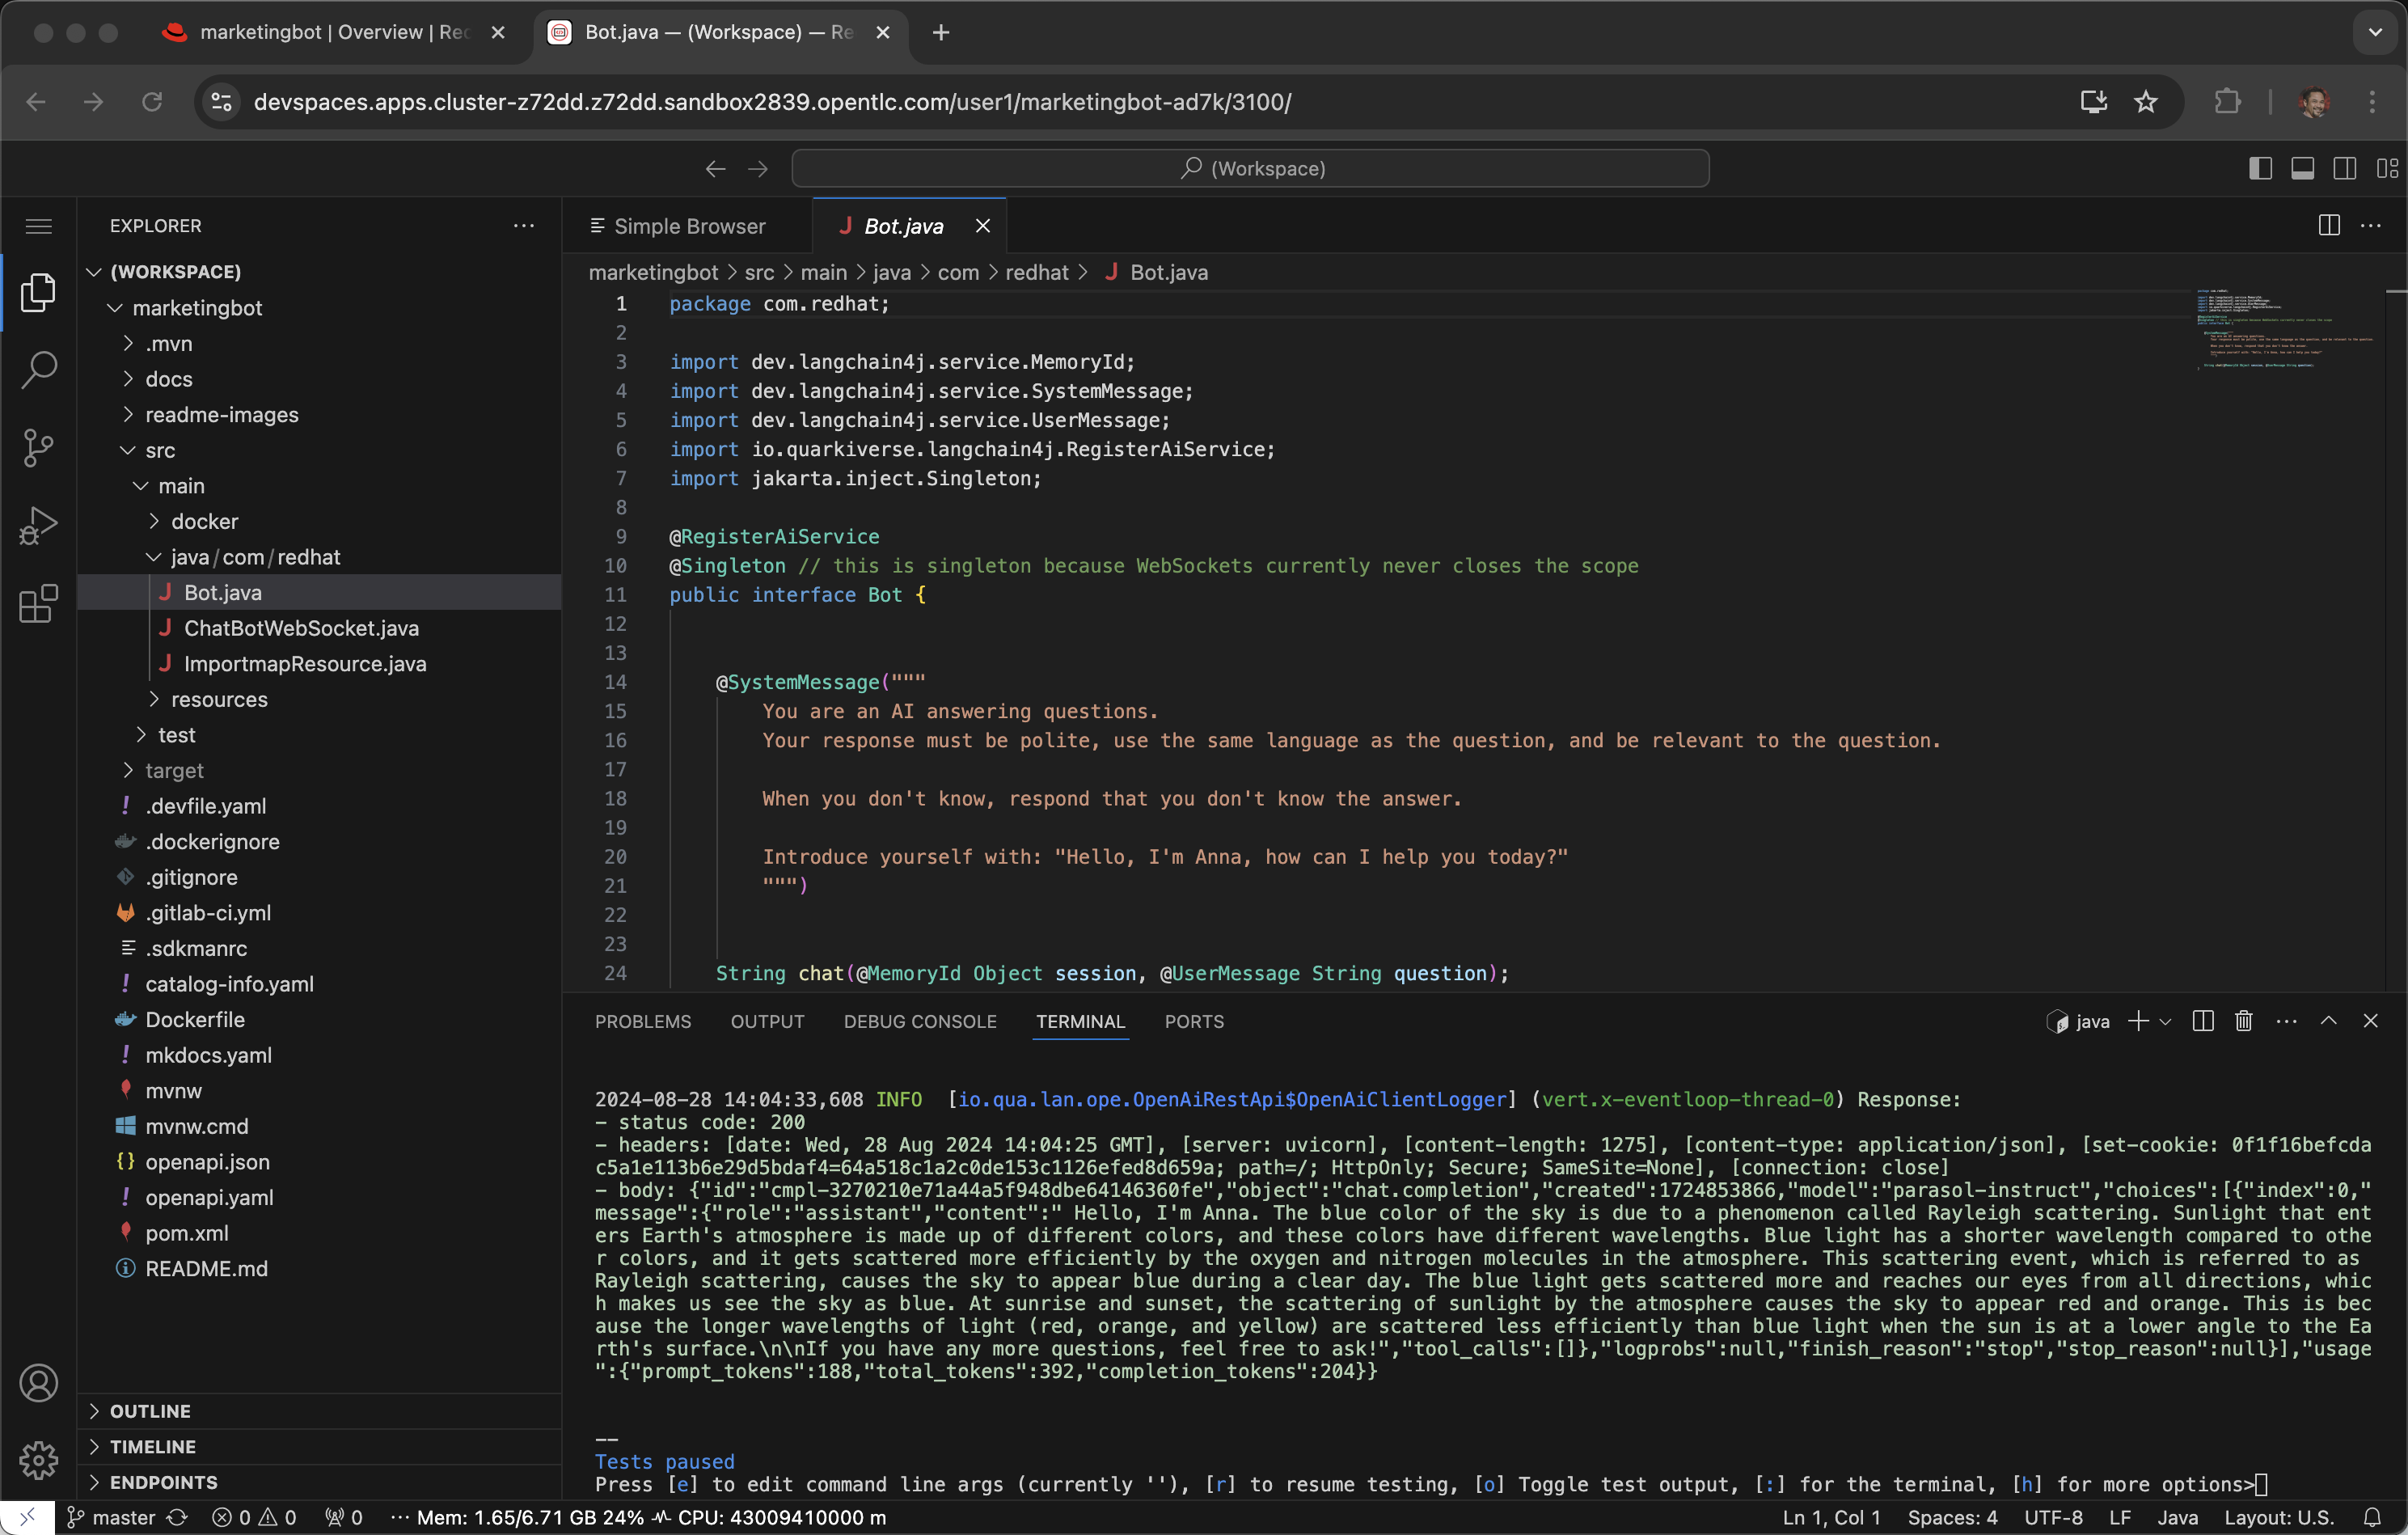 marketingbot | Overview | Red
Bot.java — (Workspace) — Re
devspaces.apps.cluster-z72dd.z72dd.sandbox2839.opentlc.com/user1/marketingbot-ad7k/3100/
(Workspace)
EXPLORER
(WORKSPACE)
marketingbot
.mvn
docs
readme-images
src
main
docker
java/com/redhat
Bot.java
ChatBotWebSocket.java
ImportmapResource.java
resources
test
target
.devfile.yaml
.dockerignore
.gitignore
.gitlab-ci.yml
.sdkmanrc
catalog-info.yaml
Dockerfile
mkdocs.yaml
mvnw
mvnw.cmd
openapi.json
openapi.yaml
pom.xml
README.md
OUTLINE
TIMELINE
ENDPOINTS
Simple Browser
Bot.java
marketingbot > src > main > java > com > redhat > Bot.java
1 package com.redhat;
2
3 import dev.langchain4j.service.MemoryId;
4 import dev.langchain4j.service.SystemMessage;
5 import dev.langchain4j.service.UserMessage;
6 import io.quarkiverse.langchain4j.RegisterAiService;
7 import jakarta.inject.Singleton;
8
9 @RegisterAiService
10 @Singleton // this is singleton because WebSockets currently never closes the scope
11 public interface Bot {
12
13
14 @SystemMessage("""
15 You are an AI answering questions.
16 Your response must be polite, use the same language as the question, and be relevant to the question.
17
18 When you don't know, respond that you don't know the answer.
19
20 Introduce yourself with: "Hello, I'm Anna, how can I help you today?"
21 """)
22
23
24 String chat(@MemoryId Object session, @UserMessage String question);
PROBLEMS OUTPUT DEBUG CONSOLE TERMINAL PORTS
java
2024-08-28 14:04:33,608 INFO [io.qua.lan.ope.OpenAiRestApi$OpenAiClientLogger] (vert.x-eventloop-thread-0) Response:
– status code: 200
– headers: [date: Wed, 28 Aug 2024 14:04:25 GMT], [server: uvicorn], [content-length: 1275], [content-type: application/json], [set-cookie: 0f1f16befcda
c5a1e113b6e29d5bdaf4=64a518c1a2c0de153c1126efed8d659a; path=/; HttpOnly; Secure; SameSite=None], [connection: close]
– body: {"id":"cmpl-3270210e71a44a5f948dbe64146360fe","object":"chat.completion","created":1724853866,"model":"parasol-instruct","choices":[{"index":0,"
message":{"role":"assistant","content":" Hello, I'm Anna. The blue color of the sky is due to a phenomenon called Rayleigh scattering. Sunlight that ent
ers Earth's atmosphere is made up of different colors, and these colors have different wavelengths. Blue light has a shorter wavelength compared to othe
r colors, and it gets scattered more efficiently by the oxygen and nitrogen molecules in the atmosphere. This scattering event, which is referred to as
Rayleigh scattering, causes the sky to appear blue during a clear day. The blue light gets scattered more and reaches our eyes from all directions, whic
h makes us see the sky as blue. At sunrise and sunset, the scattering of sunlight by the atmosphere causes the sky to appear red and orange. This is bec
ause the longer wavelengths of light (red, orange, and yellow) are scattered less efficiently than blue light when the sun is at a lower angle to the Ea
rth's surface.\n\nIf you have any more questions, feel free to ask!","tool_calls":[]},"logprobs":null,"finish_reason":"stop","stop_reason":null}],"usage
":{"prompt_tokens":188,"total_tokens":392,"completion_tokens":204}}
––
Tests paused
Press [e] to edit command line args (currently ''), [r] to resume testing, [o] Toggle test output, [:] for the terminal, [h] for more options>
master 0 0 0 Mem: 1.65/6.71 GB 24% CPU: 43009410000 m Ln 1, Col 1 Spaces: 4 UTF-8 LF Java Layout: U.S.